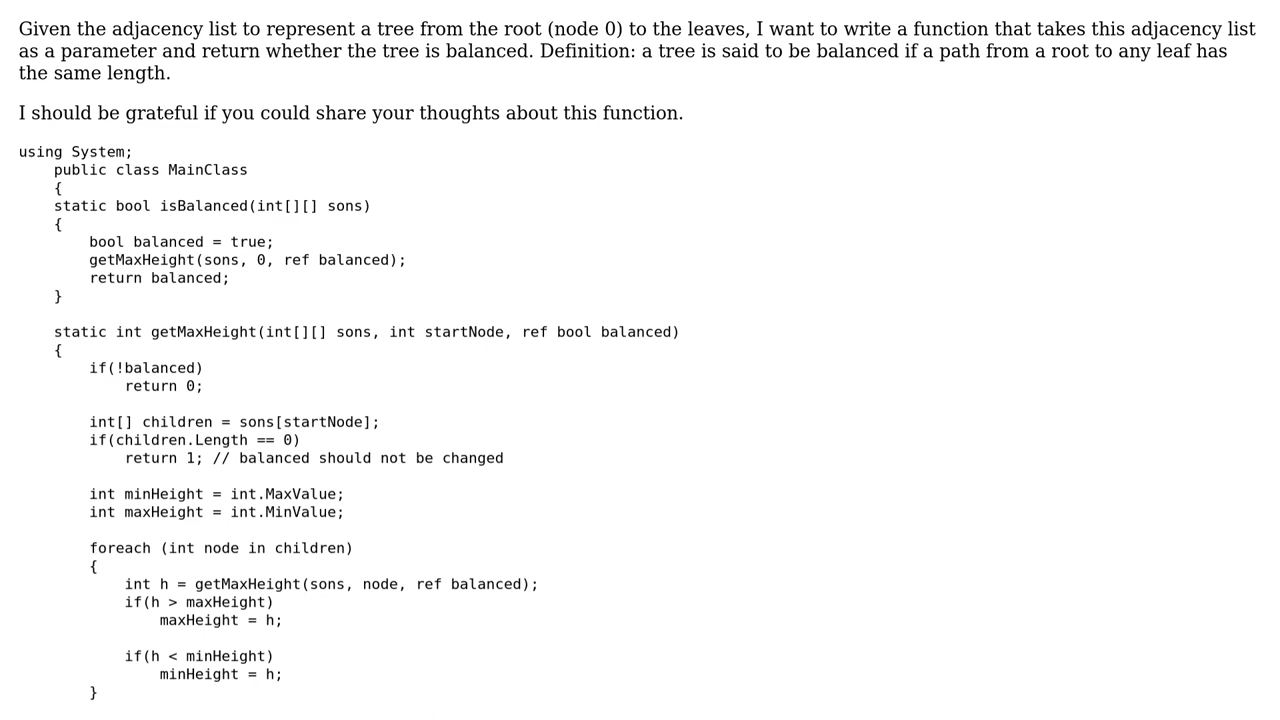 Given the adjacency list to represent a tree from the root (node 0) to the leaves, I want to write a function that takes this adjacency list
as a parameter and return whether the tree is balanced. Definition: a tree is said to be balanced if a path from a root to any leaf has
the same length.
I should be grateful if you could share your thoughts about this function.
using System;
    public class MainClass
    {
    static bool isBalanced(int[][] sons)
    {
        bool balanced = true;
        getMaxHeight(sons, 0, ref balanced);
        return balanced;
    }
    static int getMaxHeight(int[][] sons, int startNode, ref bool balanced)
    {
        if(!balanced)
            return 0;
        int[] children = sons[startNode];
        if(children.Length == 0)
            return 1; // balanced should not be changed
        int minHeight = int.MaxValue;
        int maxHeight = int.MinValue;
        foreach (int node in children)
        {
            int h = getMaxHeight(sons, node, ref balanced);
            if(h > maxHeight)
                maxHeight = h;
            if(h < minHeight)
                minHeight = h;
        }